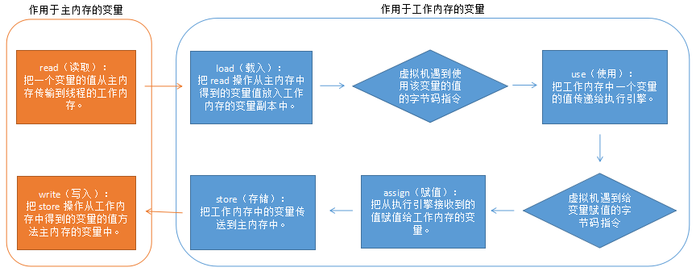 作用于主内存的变量
作用于工作内存的变量
read（读取）：
把一个变量的值从主内
存传输到线程的工作内
存。
load（载入）：
把 read 操作从主内存中
得到的变量值放入工作
内存的变量副本中。
虚拟机遇到使
用该变量的值
的字节码指令
use（使用）：
把工作内存中一个变量
的值传递给执行引擎。
write（写入）：
把 store 操作从工作内
存中得到的变量的值方
法主内存的变量中。
store（存储）：
把工作内存中的变量传
送到主内存中。
assign（赋值）：
把从执行引擎接收到的
值赋值给工作内存的变
量。
虚拟机遇到给
变量赋值的字
节码指令